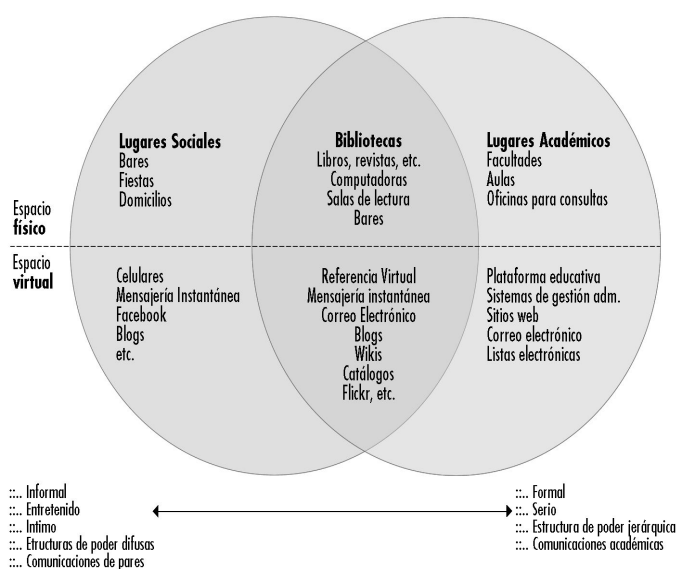 Lugares Sociales
Bares
Fiestas
Domicilios
Bibliotecas
Libros, revistas, etc.
Computadoras
Salas de lectura
Bares
Lugares Académicos
Facultades
Aulas
Oficinas para consultas
Espacio
físico
Espacio
virtual
Celulares
Mensajería Instantánea
Facebook
Blogs
etc.
Referencia Virtual
Mensajería instantánea
Correo Electrónico
Blogs
Wikis
Catálogos
Flickr, etc.
Plataforma educativa
Sistemas de gestión adm.
Sitios web
Correo electrónico
Listas electrónicas
::.. Informal
::.. Entretenido
::.. Intimo
::.. Etructuras de poder difusas
::.. Comunicaciones de pares
::.. Formal
::.. Serio
::.. Estructura de poder jerárquica
::.. Comunicaciones académicas